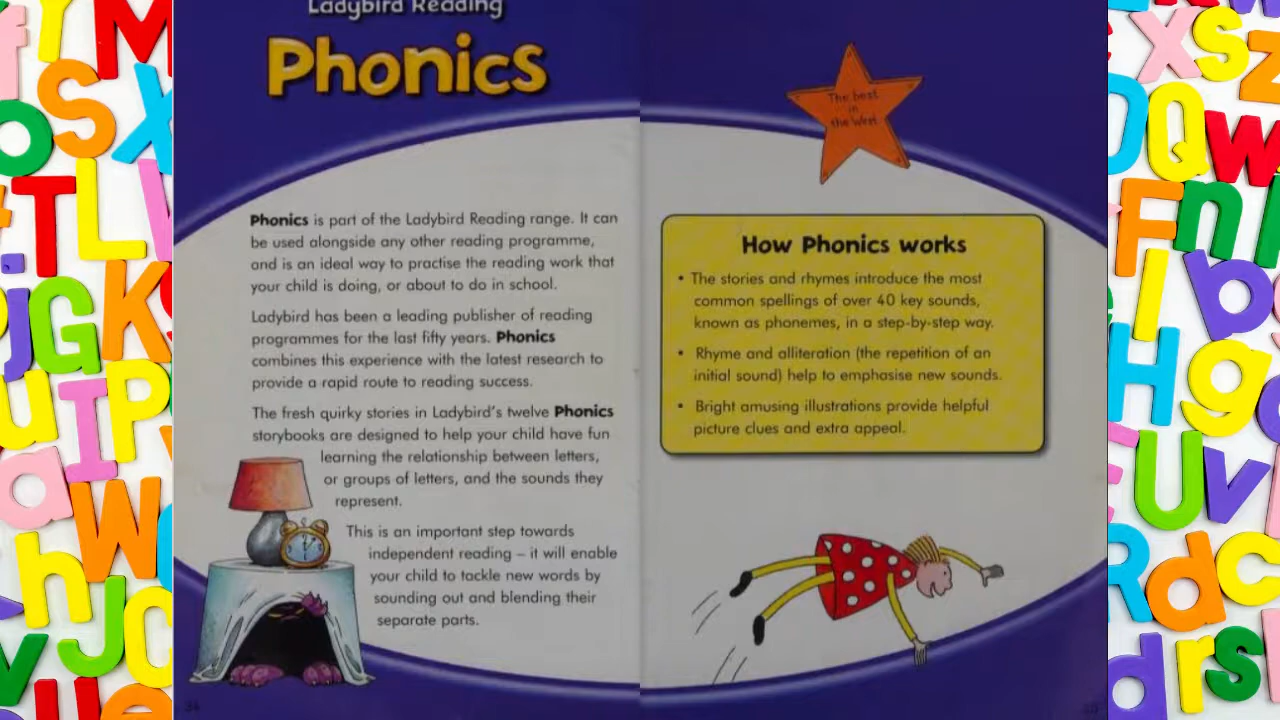 Ladybird Reading
Phonics
Phonics is part of the Ladybird Reading range. It can
be used alongside any other reading programme,
and is an ideal way to practise the reading work that
your child is doing, or about to do in school.
Ladybird has been a leading publisher of reading
programmes for the last fifty years. Phonics
combines this experience with the latest research to
provide a rapid route to reading success.
The fresh quirky stories in Ladybird's twelve Phonics
storybooks are designed to help your child have fun
learning the relationship between letters,
or groups of letters, and the sounds they
represent.
This is an important step towards
independent reading – it will enable
your child to tackle new words by
sounding out and blending their
separate parts.
The best
in
the West
How Phonics works
• The stories and rhymes introduce the most
common spellings of over 40 key sounds,
known as phonemes, in a step-by-step way.
• Rhyme and alliteration (the repetition of an
initial sound) help to emphasise new sounds.
• Bright amusing illustrations provide helpful
picture clues and extra appeal.